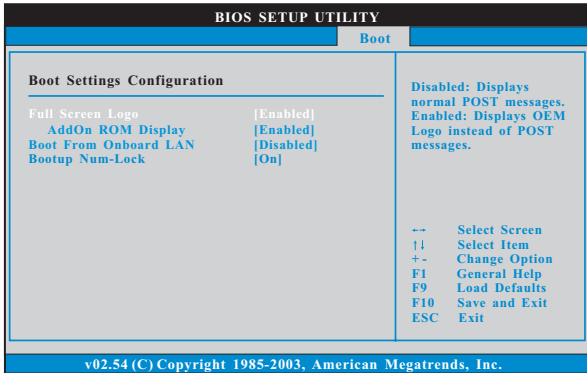 BIOS SETUP UTILITY
Boot
Boot Settings Configuration
Full Screen Logo [Enabled]
AddOn ROM Display [Enabled]
Boot From Onboard LAN [Disabled]
Bootup Num-Lock [On]
Disabled: Displays
normal POST messages.
Enabled: Displays OEM
Logo instead of POST
messages.
←→ Select Screen
↑↓ Select Item
+- Change Option
F1 General Help
F9 Load Defaults
F10 Save and Exit
ESC Exit
v02.54 (C) Copyright 1985-2003, American Megatrends, Inc.